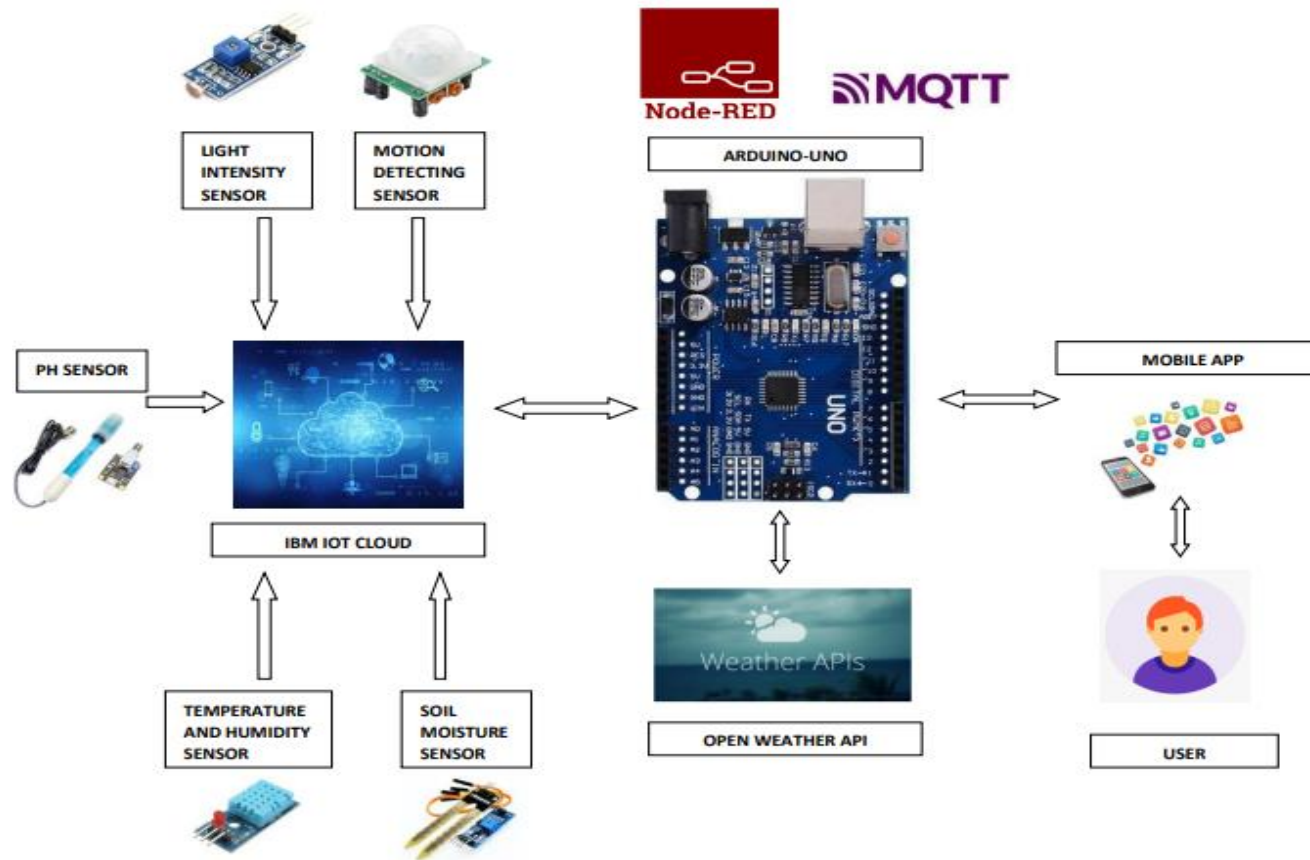 Node-RED
MQTT
LIGHT
INTENSITY
SENSOR
MOTION
DETECTING
SENSOR
ARDUINO-UNO
PH SENSOR
MOBILE APP
UNO
IBM IOT CLOUD
Weather APIs
TEMPERATURE
AND HUMIDITY
SENSOR
SOIL
MOISTURE
SENSOR
OPEN WEATHER API
USER